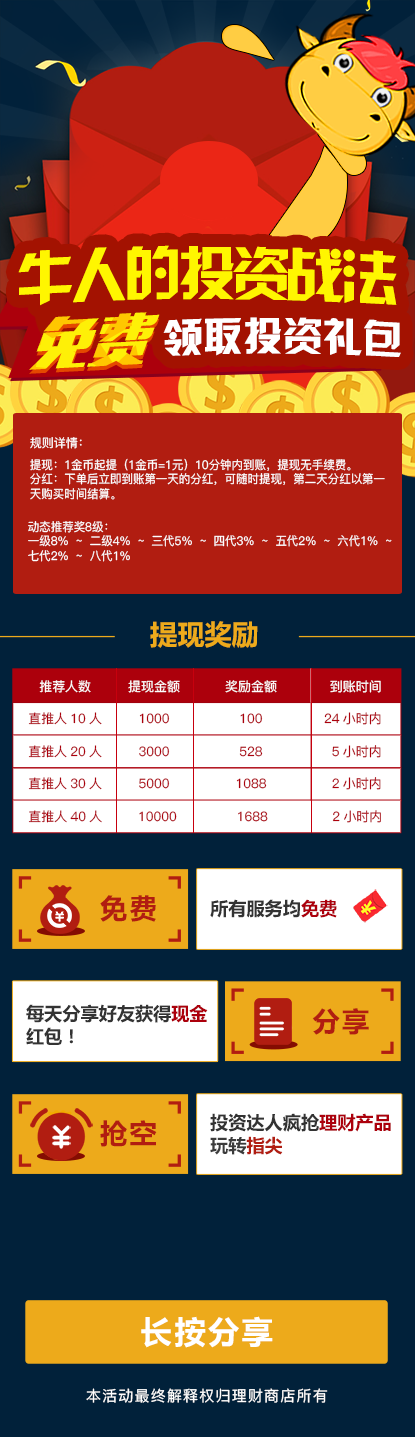 牛人的投资战法
免费 领取投资礼包
规则详情：
提现：1金币起提（1金币=1元）10分钟内到账，提现无手续费。
分红：下单后立即到账第一天的分红，可随时提现，第二天分红以第一
天购买时间结算。
动态推荐奖8级：
一级8% ~ 二级4% ~ 三代5% ~ 四代3% ~ 五代2% ~ 六代1% ~
七代2% ~ 八代1%
提现奖励
推荐人数 提现金额 奖励金额 到账时间
直推人 10 人 1000 100 24 小时内
直推人 20 人 3000 528 5 小时内
直推人 30 人 5000 1088 2 小时内
直推人 40 人 10000 1688 2 小时内
免费 所有服务均免费
每天分享好友获得现金
红包！
分享
抢空
投资达人疯抢理财产品
玩转指尖
长按分享
本活动最终解释权归理财商店所有